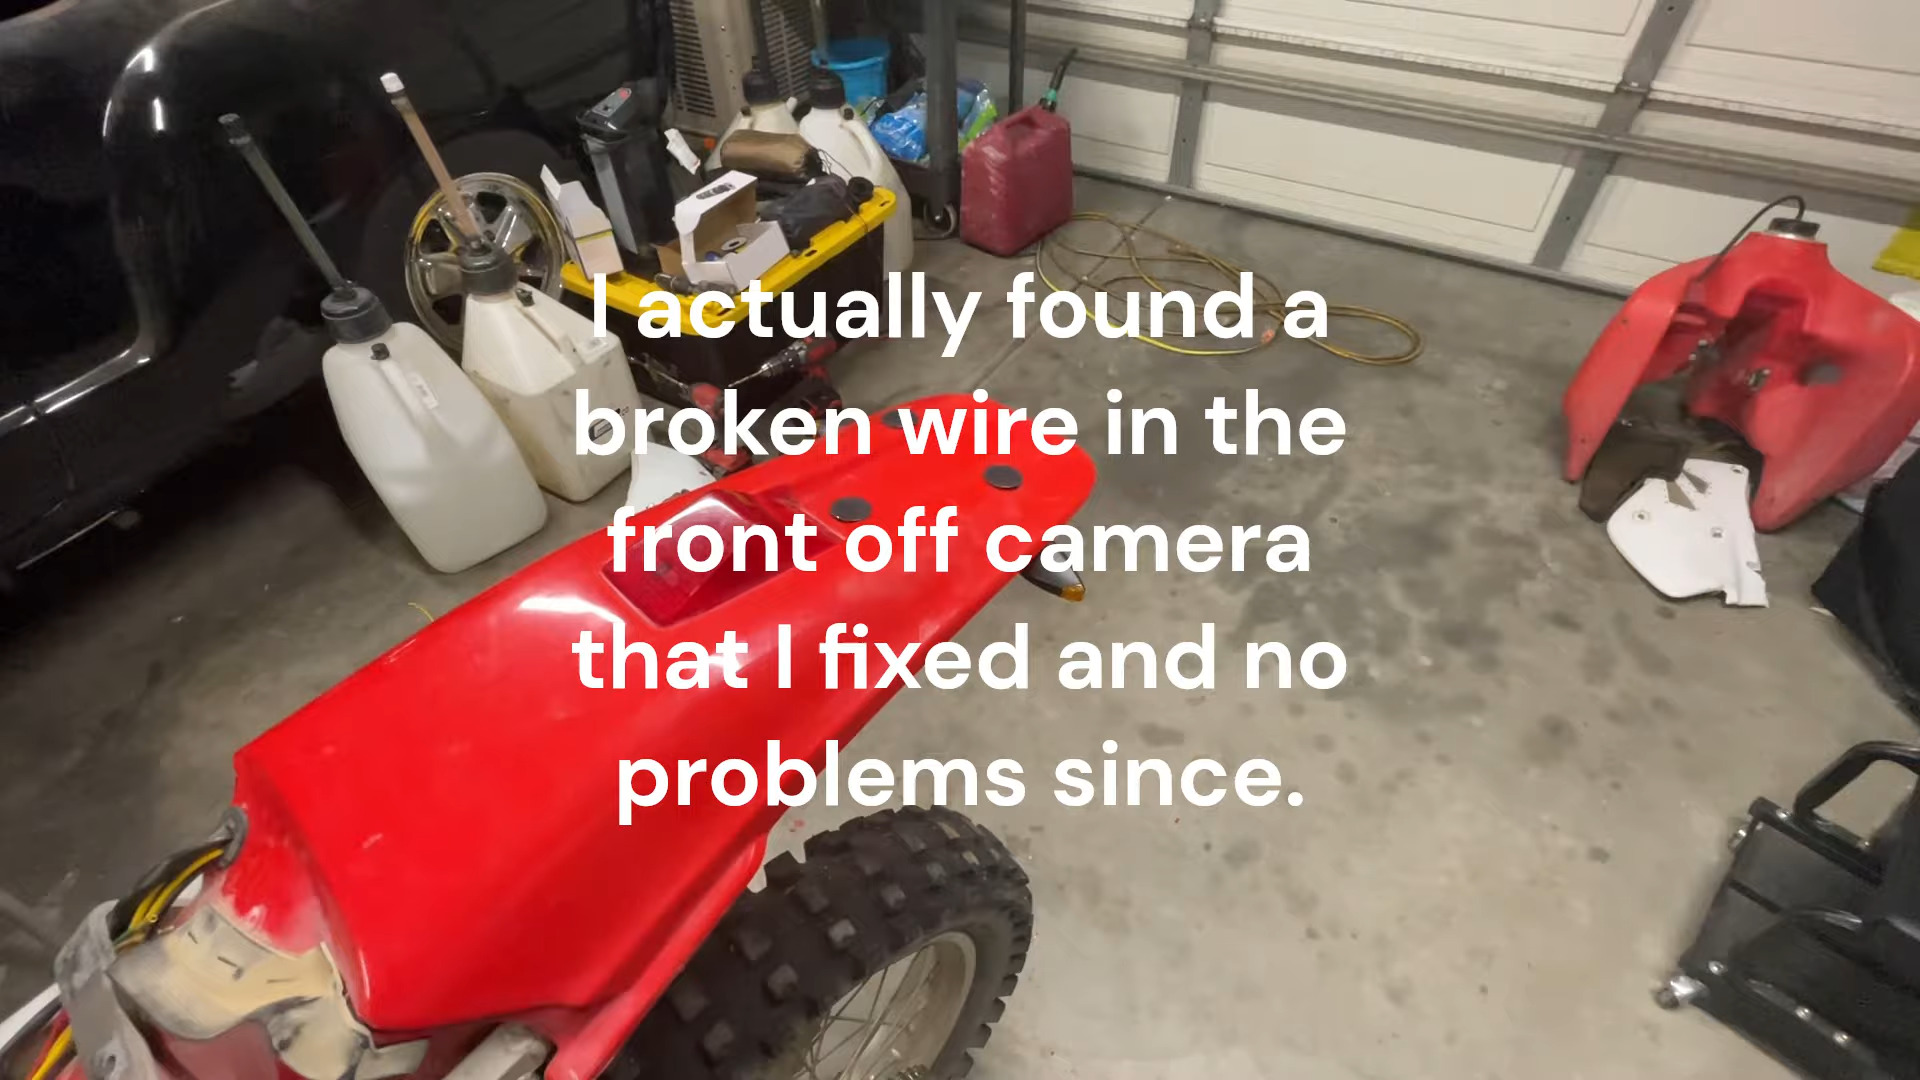 I actually found a
broken wire in the
front off camera
that I fixed and no
problems since.